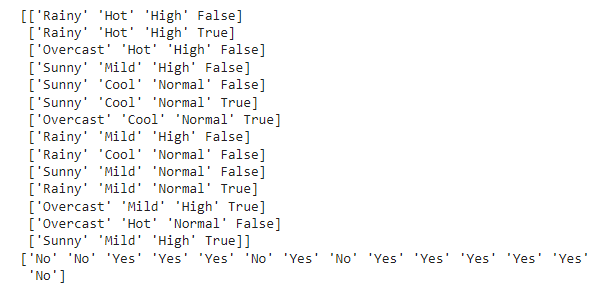 [['Rainy' 'Hot' 'High' False]
['Rainy' 'Hot' 'High' True]
['Overcast' 'Hot' 'High' False]
['Sunny' 'Mild' 'High' False]
['Sunny' 'Cool' 'Normal' False]
['Sunny' 'Cool' 'Normal' True]
['Overcast' 'Cool' 'Normal' True]
['Rainy' 'Mild' 'High' False]
['Rainy' 'Cool' 'Normal' False]
['Sunny' 'Mild' 'Normal' False]
['Rainy' 'Mild' 'Normal' True]
['Overcast' 'Mild' 'High' True]
['Overcast' 'Hot' 'Normal' False]
['Sunny' 'Mild' 'High' True]]
['No' 'No' 'Yes' 'Yes' 'Yes' 'No' 'Yes' 'No' 'Yes' 'Yes' 'Yes' 'Yes' 'Yes'
'No']